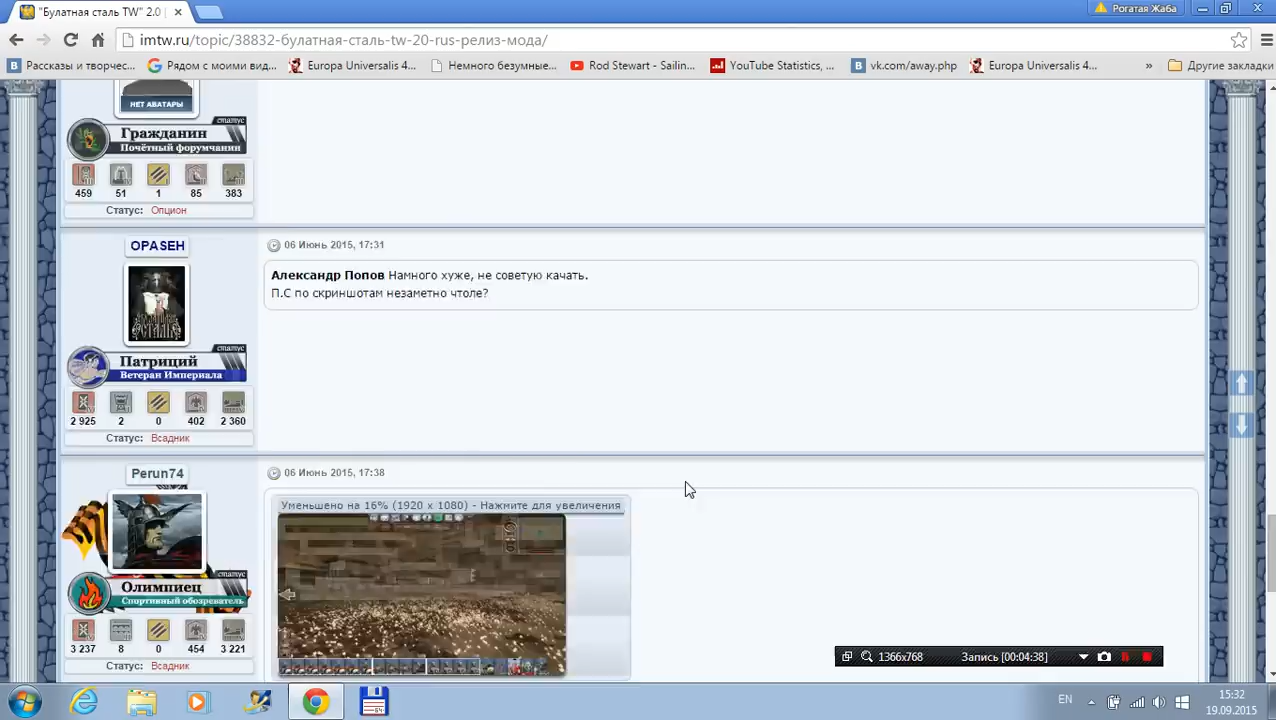 "Булатная сталь TW" 2.0
Рогатая Жаба
imtw.ru/topic/38832-булатная-сталь-tw-20-rus-релиз-мода/
Рассказы и творчес...
Рядом с моими вид...
Europa Universalis 4...
Немного безумные...
Rod Stewart - Sailin...
YouTube Statistics, ...
vk.com/away.php
Europa Universalis 4...
»
Другие закладки
НЕТ АВАТАРЫ
статус
Гражданин
Почётный форумчанин
459 51 1 85 383
Статус: Опцион
OPASEH
06 Июнь 2015, 17:31
Александр Попов Намного хуже, не советую качать.
П.С по скриншотам незаметно чтоле?
статус
Патриций
Ветеран Империала
2 925 2 0 402 2 360
Статус: Всадник
Perun74
06 Июнь 2015, 17:38
Уменьшено на 16% (1920 x 1080) - Нажмите для увеличения
статус
Олимпиец
Спортивный обозреватель
3 237 8 0 454 3 221
Статус: Всадник
1366x768 Запись [00:04:38]
EN
15:32
19.09.2015